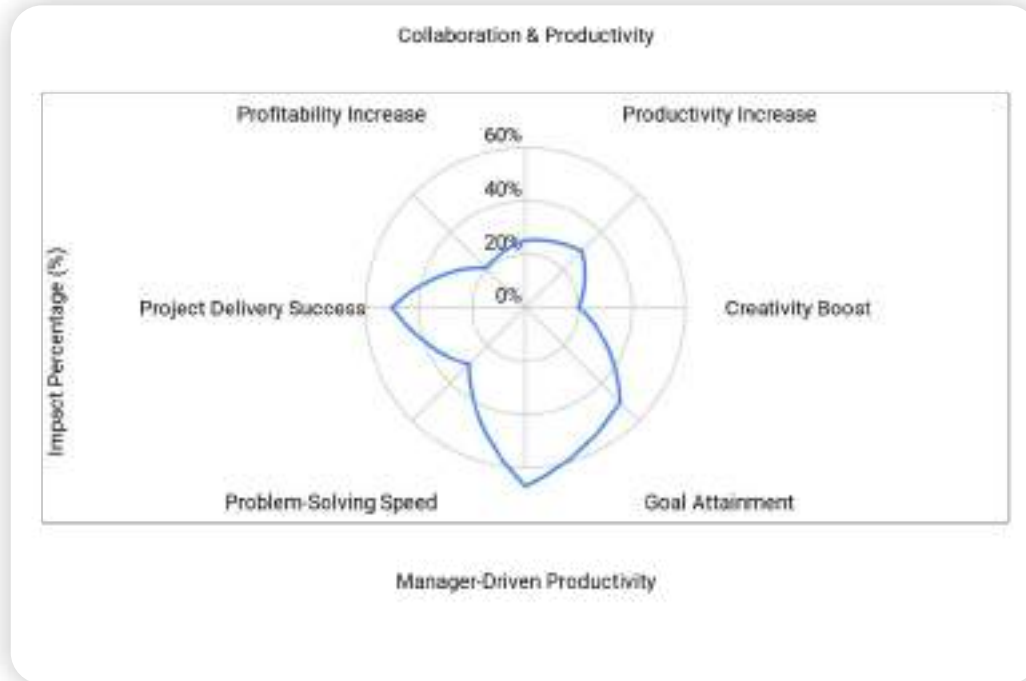 Collaboration & Productivity
Profitability Increase
Productivity Increase
60%
40%
20%
0%
Project Delivery Success
Creativity Boost
Impact Percentage (%)
Problem-Solving Speed
Goal Attainment
Manager-Driven Productivity